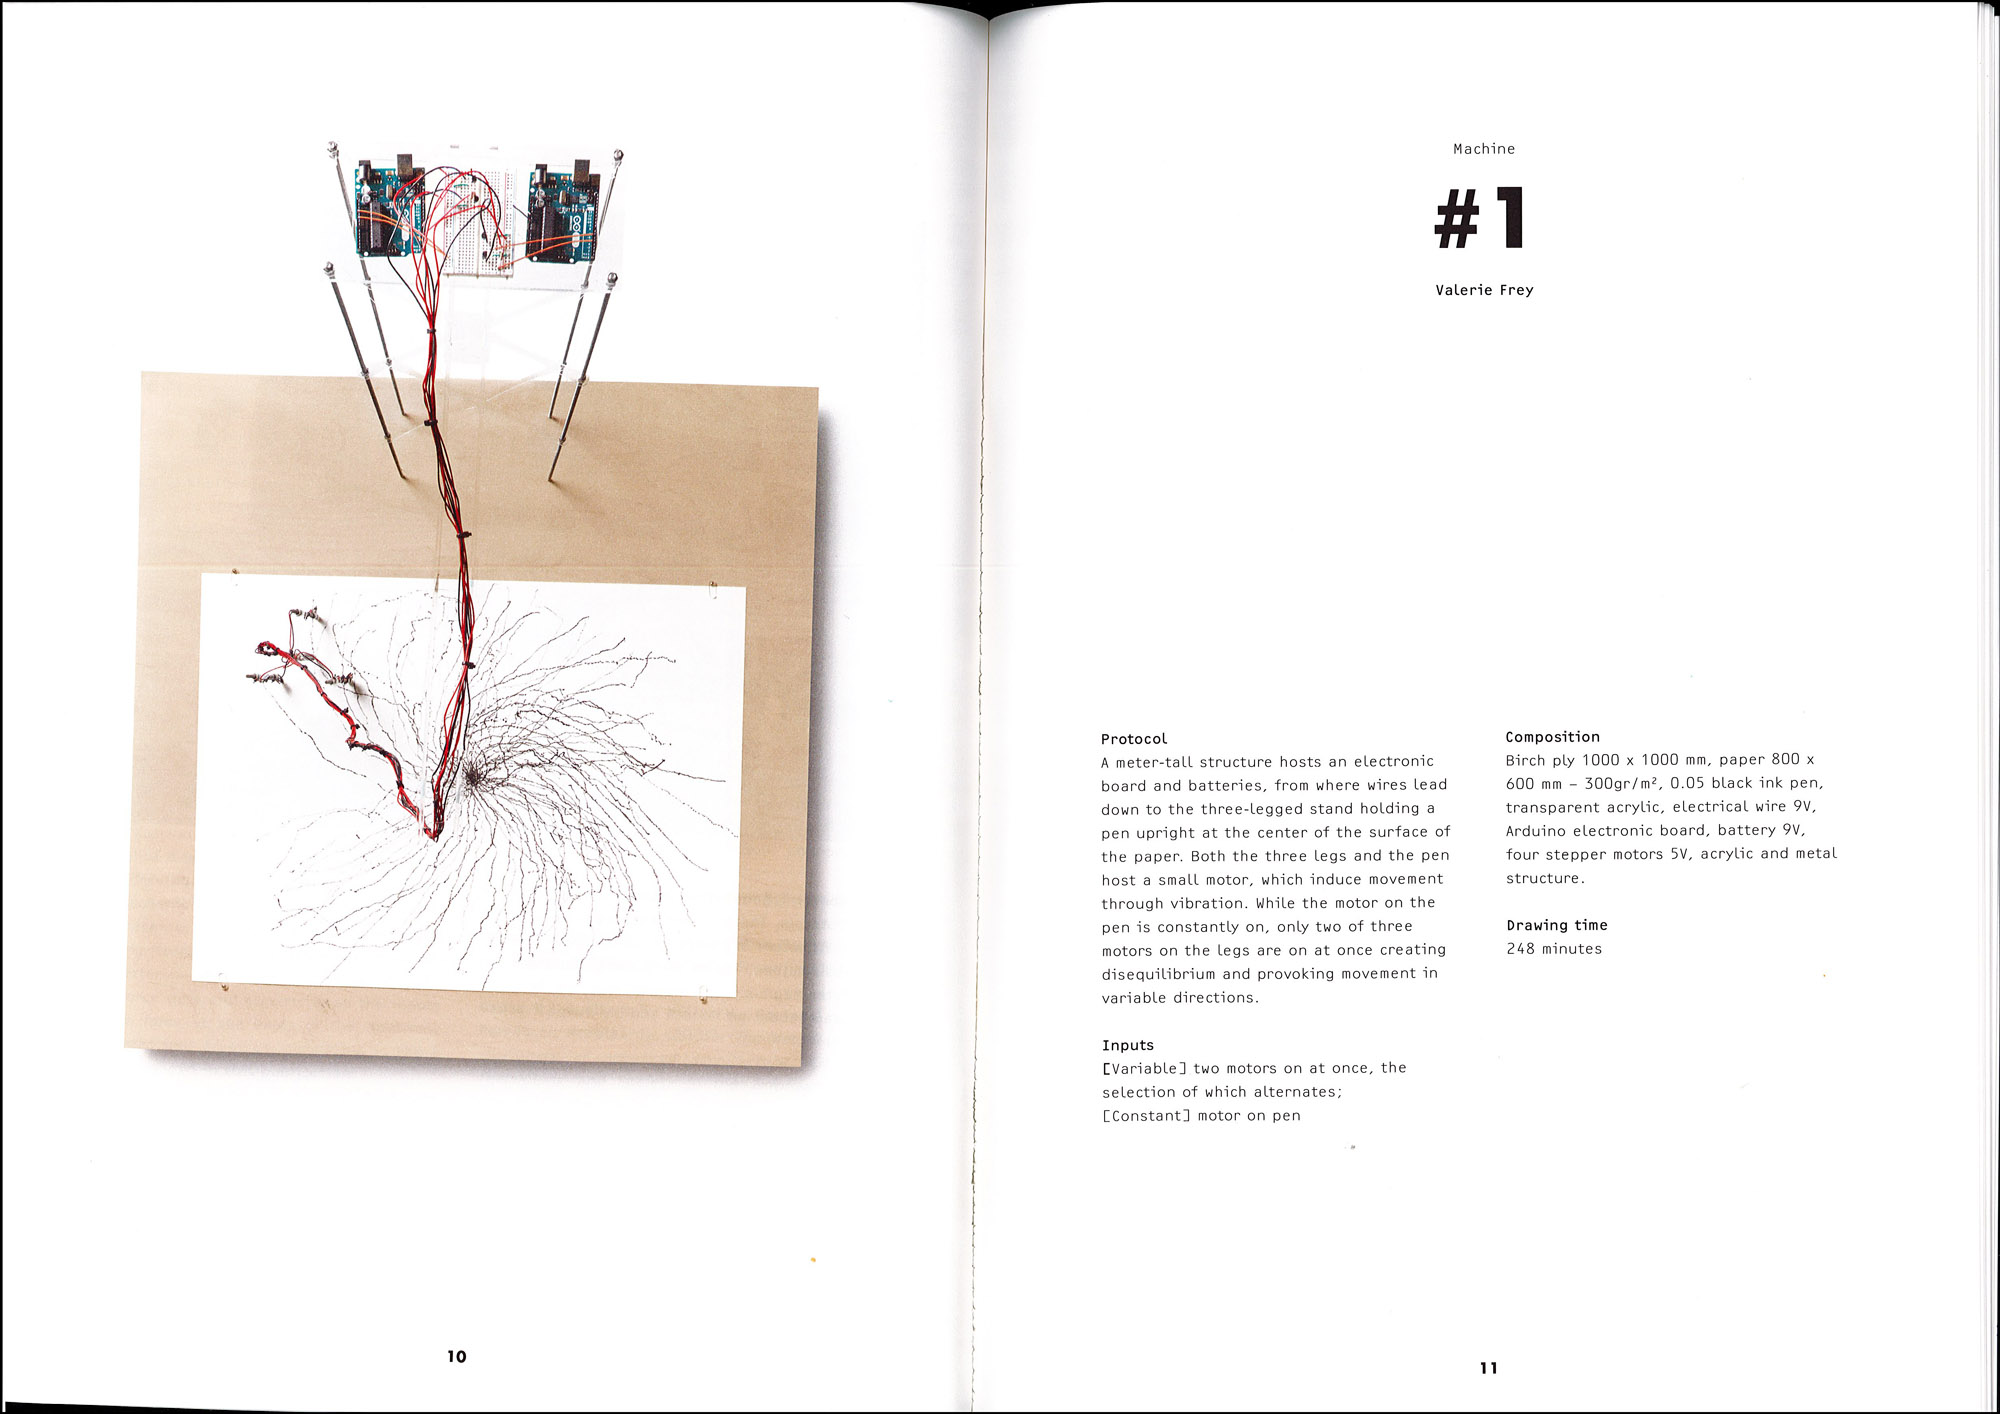 10
Machine
#1
Valerie Frey
Protocol
A meter-tall structure hosts an electronic
board and batteries, from where wires lead
down to the three-legged stand holding a
pen upright at the center of the surface of
the paper. Both the three legs and the pen
host a small motor, which induce movement
through vibration. While the motor on the
pen is constantly on, only two of three
motors on the legs are on at once creating
disequilibrium and provoking movement in
variable directions.
Inputs
[Variable] two motors on at once, the
selection of which alternates;
[Constant] motor on pen
Composition
Birch ply 1000 x 1000 mm, paper 800 x
600 mm – 300gr/m², 0.05 black ink pen,
transparent acrylic, electrical wire 9V,
Arduino electronic board, battery 9V,
four stepper motors 5V, acrylic and metal
structure.
Drawing time
248 minutes
11